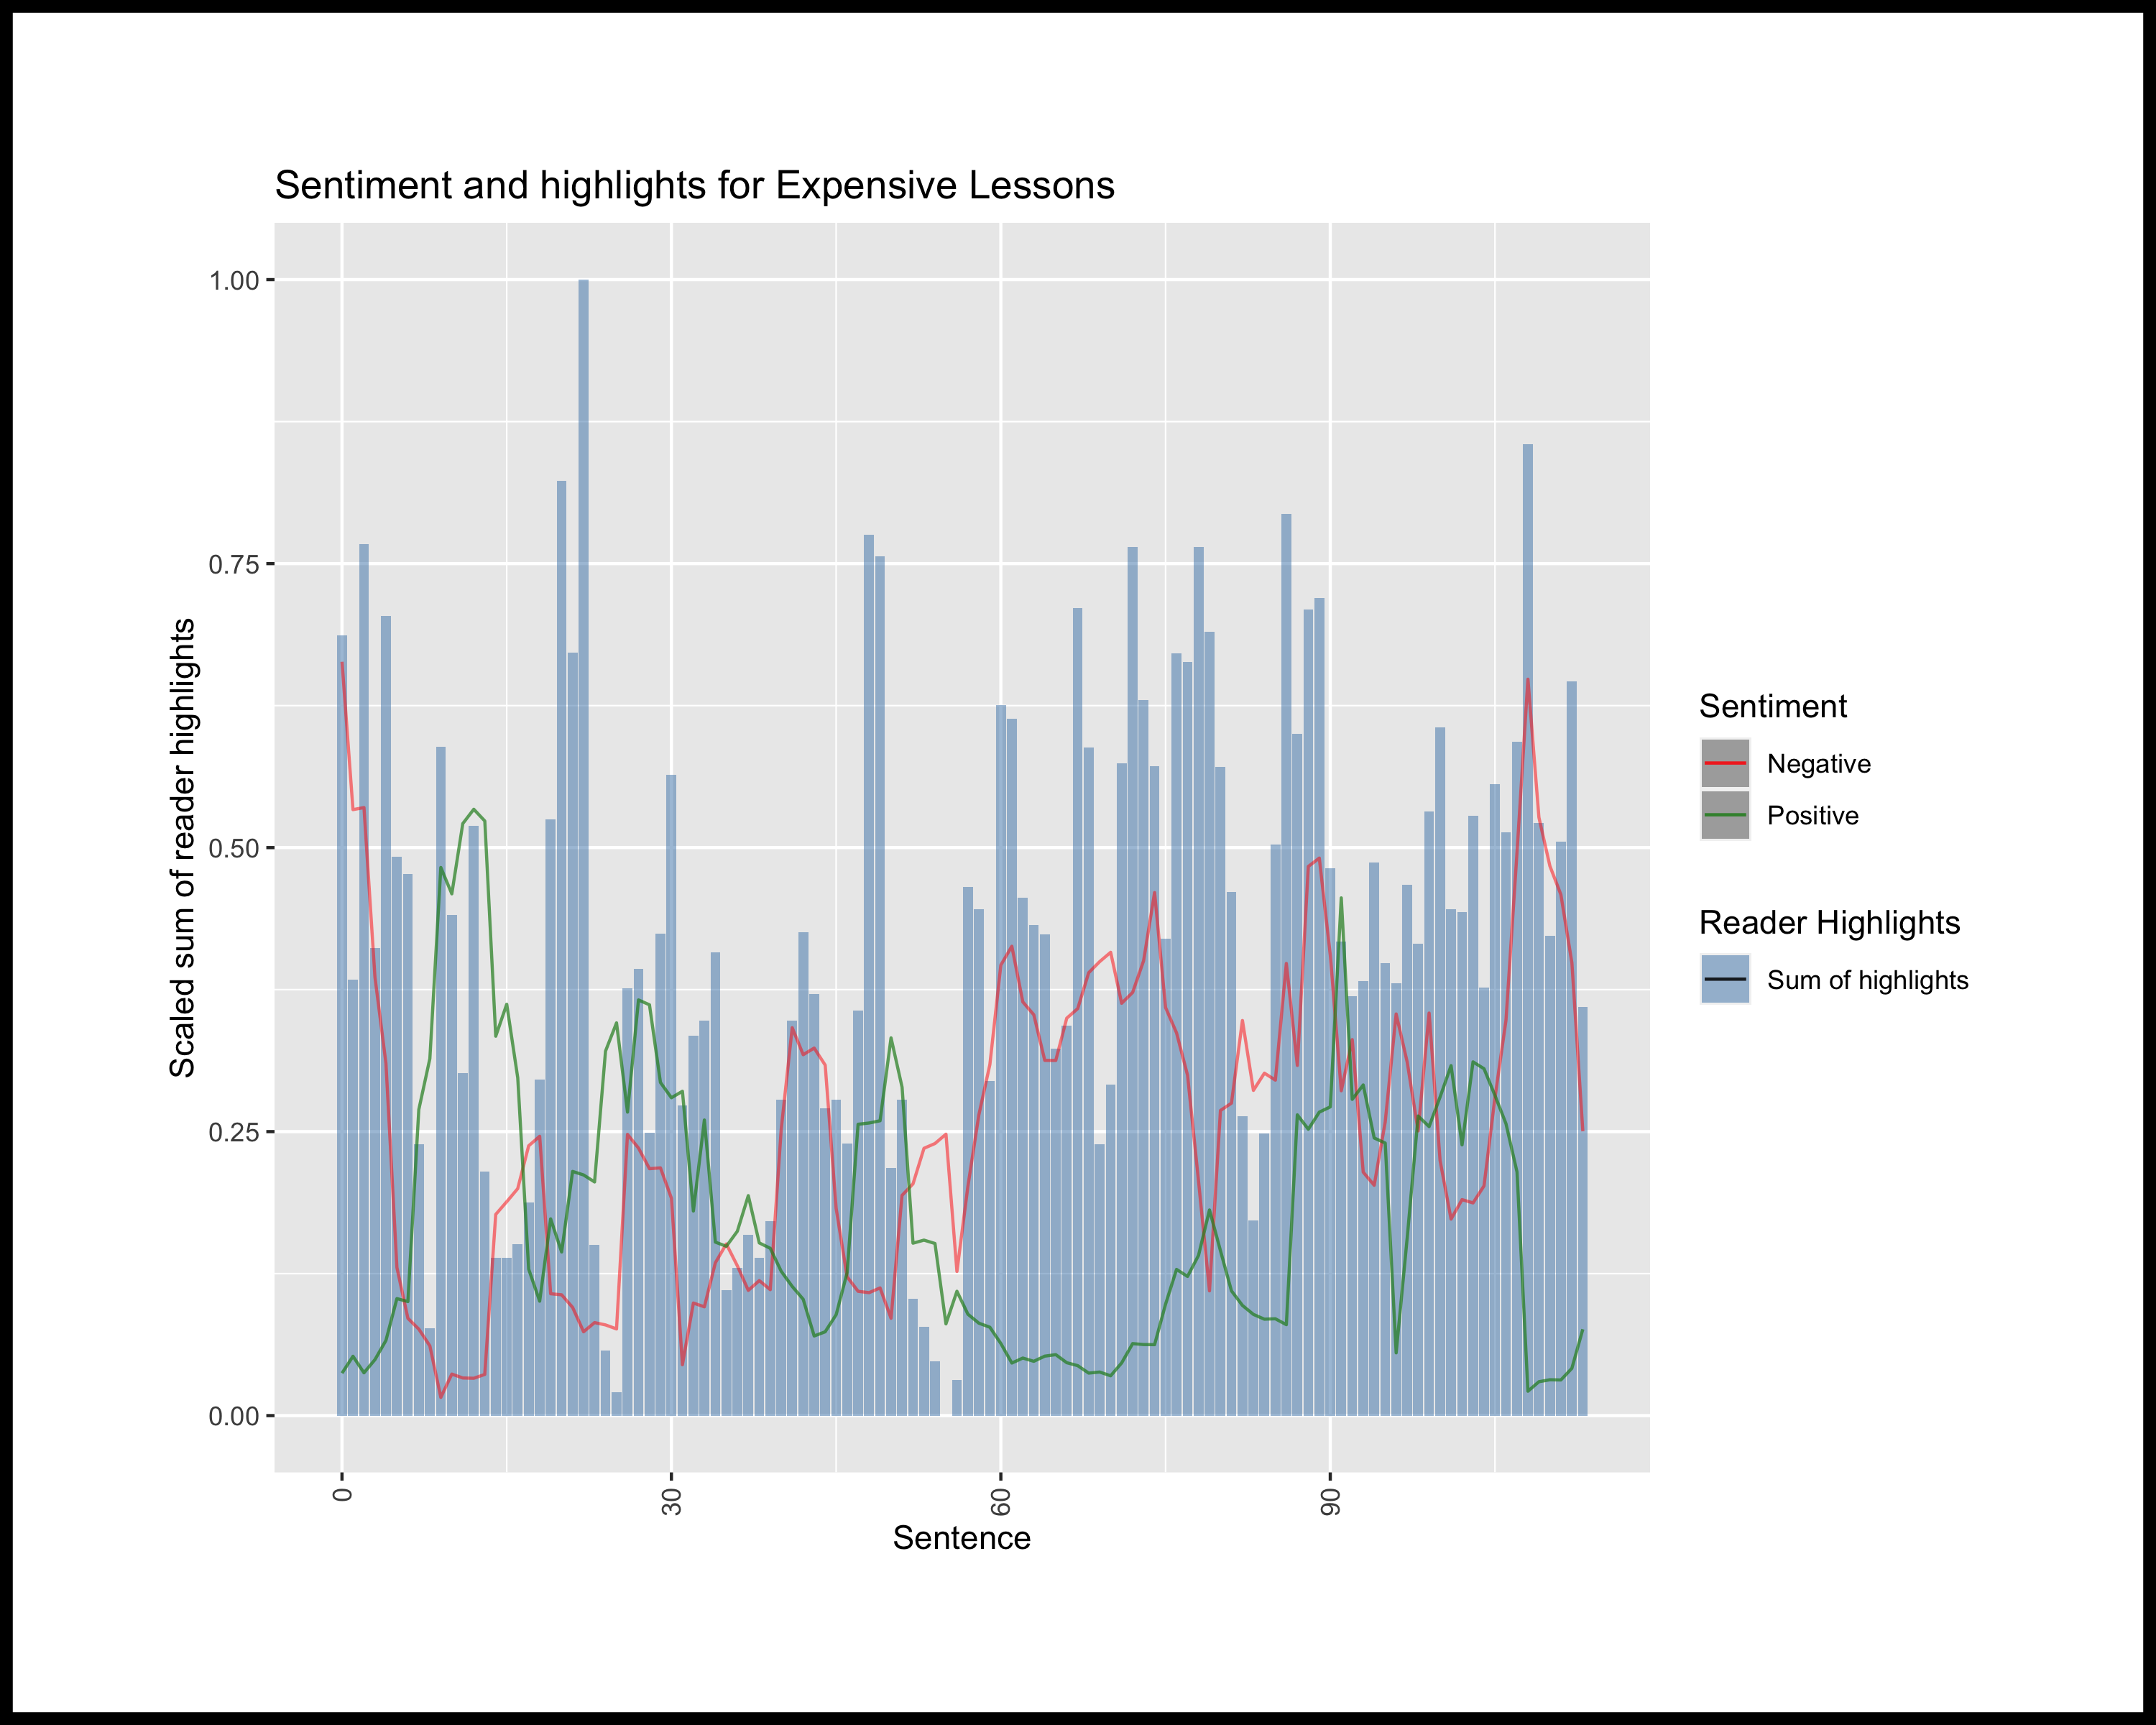 Sentiment and highlights for Expensive Lessons
Scaled sum of reader highlights
1.00
0.75
0.50
0.25
0.00
0
30
60
90
Sentence
Sentiment
Negative
Positive
Reader Highlights
Sum of highlights